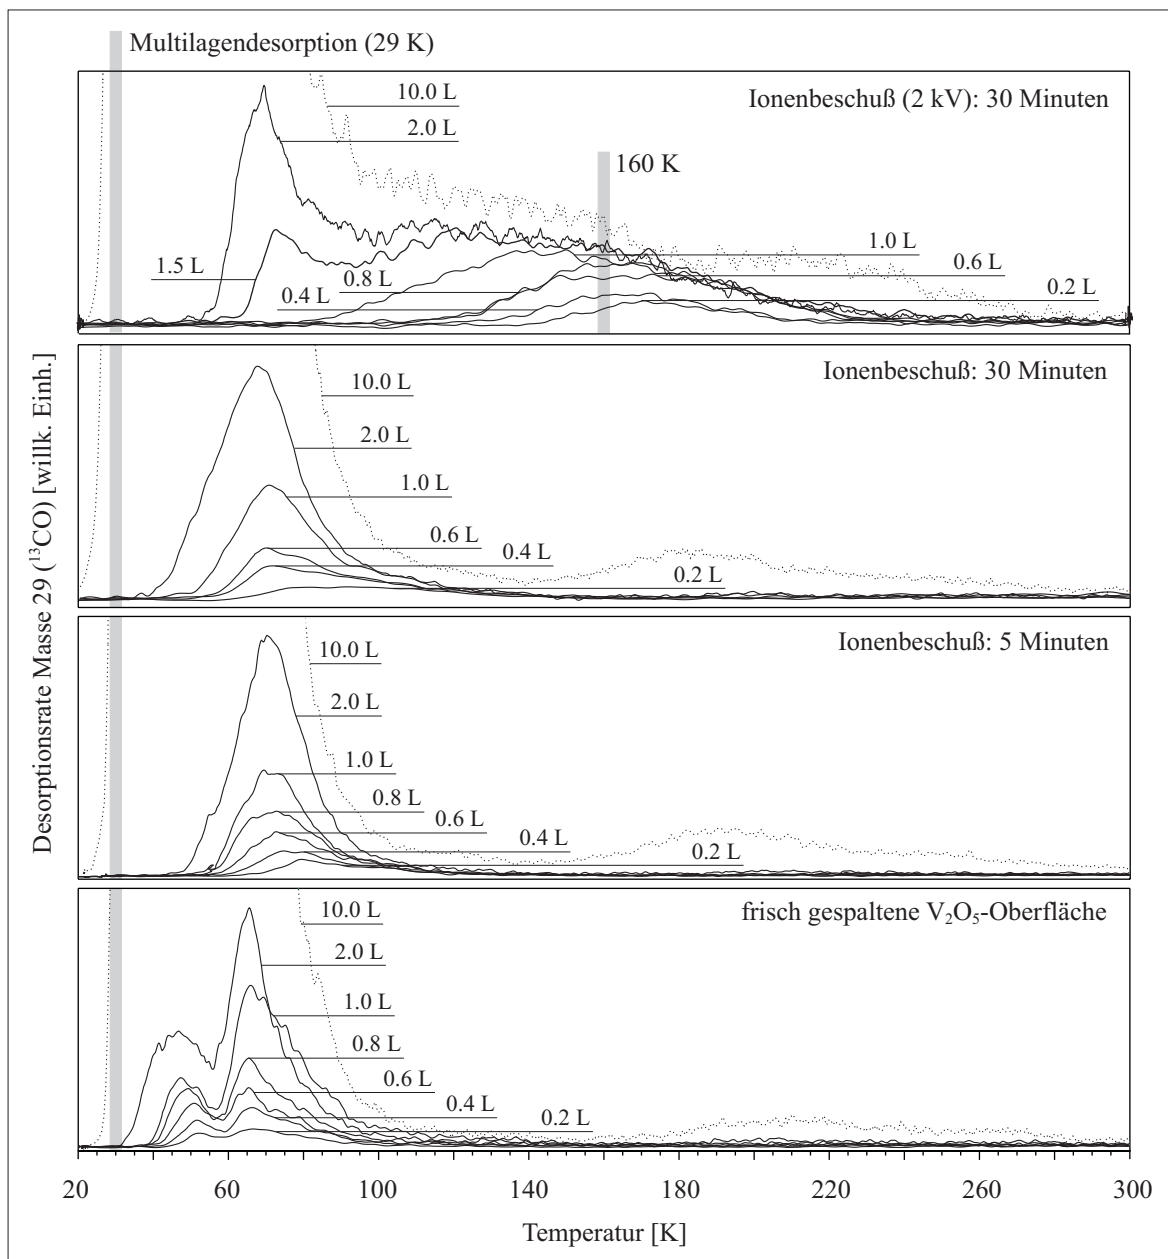 Multilagendesorption (29 K)
Ionenbeschuß (2 kV): 30 Minuten
10.0 L
2.0 L
160 K
1.0 L
1.5 L
0.8 L
0.6 L
0.4 L
0.2 L
Ionenbeschuß: 30 Minuten
10.0 L
2.0 L
1.0 L
0.6 L
0.4 L
0.2 L
Ionenbeschuß: 5 Minuten
10.0 L
2.0 L
1.0 L
0.8 L
0.6 L
0.4 L
0.2 L
frisch gespaltene V₂O₅-Oberfläche
10.0 L
2.0 L
1.0 L
0.8 L
0.6 L
0.4 L
0.2 L
Desorptionsrate Masse 29 (¹³CO) [willk. Einh.]
20 60 100 140 180 220 260 300
Temperatur [K]